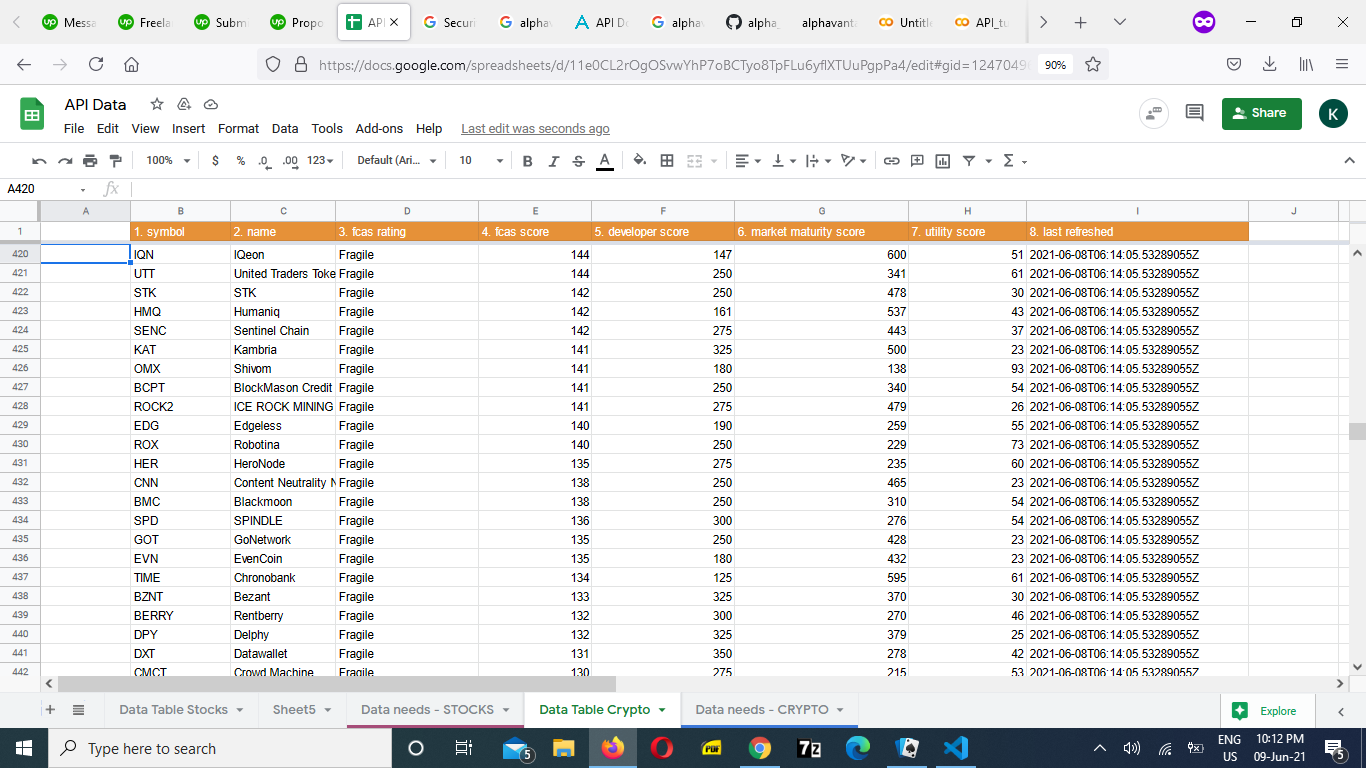 Messa Freela Submi Propo API Securi alphav API De alphav alpha_ alphavanta Untitle API_tu
https://docs.google.com/spreadsheets/d/11e0CL2rOgOSvwYhP7oBCTyo8TpFLu6yflXTUuPgpPa4/edit#gid=1247049 90%
API Data
File Edit View Insert Format Data Tools Add-ons Help Last edit was seconds ago Share K
100% $ % .0 .00 123 Default (Ari... 10 B I S A
A420 fx
A B C D E F G H I J
1 1. symbol 2. name 3. fcas rating 4. fcas score 5. developer score 6. market maturity score 7. utility score 8. last refreshed
420 IQN IQeon Fragile 144 147 600 51 2021-06-08T06:14:05.53289055Z
421 UTT United Traders Toke Fragile 144 250 341 61 2021-06-08T06:14:05.53289055Z
422 STK STK Fragile 142 250 478 30 2021-06-08T06:14:05.53289055Z
423 HMQ Humaniq Fragile 142 161 537 43 2021-06-08T06:14:05.53289055Z
424 SENC Sentinel Chain Fragile 142 275 443 37 2021-06-08T06:14:05.53289055Z
425 KAT Kambria Fragile 141 325 500 23 2021-06-08T06:14:05.53289055Z
426 OMX Shivom Fragile 141 180 138 93 2021-06-08T06:14:05.53289055Z
427 BCPT BlockMason Credit Fragile 141 250 340 54 2021-06-08T06:14:05.53289055Z
428 ROCK2 ICE ROCK MINING Fragile 141 275 479 26 2021-06-08T06:14:05.53289055Z
429 EDG Edgeless Fragile 140 190 259 55 2021-06-08T06:14:05.53289055Z
430 ROX Robotina Fragile 140 250 229 73 2021-06-08T06:14:05.53289055Z
431 HER HeroNode Fragile 135 275 235 60 2021-06-08T06:14:05.53289055Z
432 CNN Content Neutrality N Fragile 138 250 465 23 2021-06-08T06:14:05.53289055Z
433 BMC Blackmoon Fragile 138 250 310 54 2021-06-08T06:14:05.53289055Z
434 SPD SPINDLE Fragile 136 300 276 54 2021-06-08T06:14:05.53289055Z
435 GOT GoNetwork Fragile 135 250 428 23 2021-06-08T06:14:05.53289055Z
436 EVN EvenCoin Fragile 135 180 432 23 2021-06-08T06:14:05.53289055Z
437 TIME Chronobank Fragile 134 125 595 61 2021-06-08T06:14:05.53289055Z
438 BZNT Bezant Fragile 133 325 370 30 2021-06-08T06:14:05.53289055Z
439 BERRY Rentberry Fragile 132 300 270 46 2021-06-08T06:14:05.53289055Z
440 DPY Delphy Fragile 132 325 379 25 2021-06-08T06:14:05.53289055Z
441 DXT Datawallet Fragile 131 350 278 42 2021-06-08T06:14:05.53289055Z
442 CMCT Crowd Machine Fragile 130 275 215 53 2021-06-08T06:14:05.53289055Z
Data Table Stocks Sheet5 Data needs - STOCKS Data Table Crypto Data needs - CRYPTO Explore
Type here to search 5 PDF 7z ENG US 10:12 PM 09-Jun-21 5